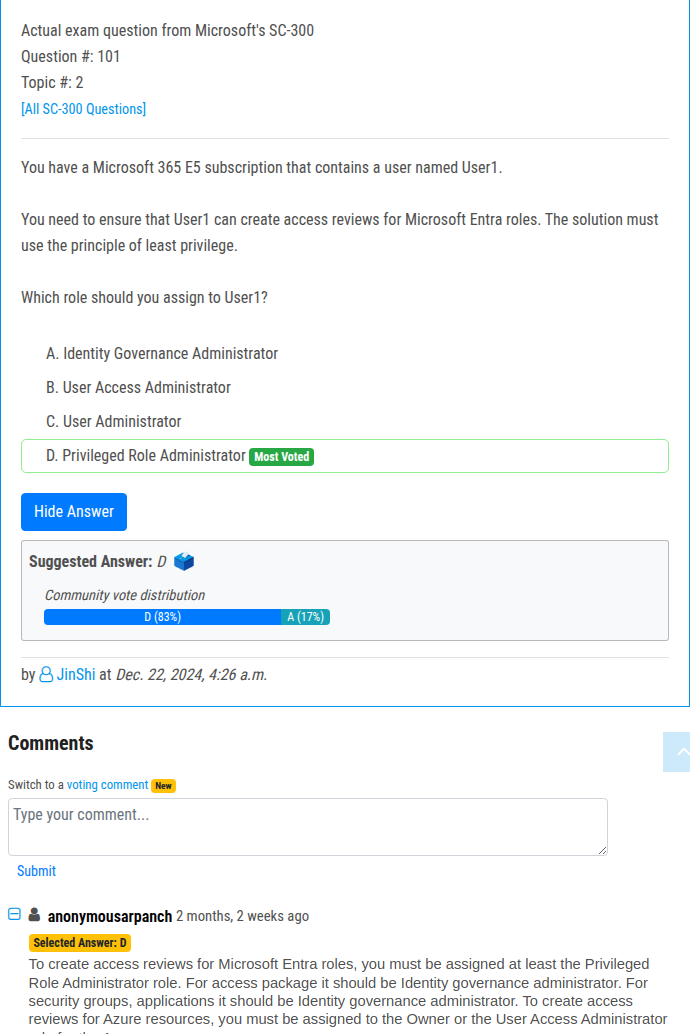 Actual exam question from Microsoft's SC-300
Question #: 101
Topic #: 2
[All SC-300 Questions]
You have a Microsoft 365 E5 subscription that contains a user named User1.
You need to ensure that User1 can create access reviews for Microsoft Entra roles. The solution must
use the principle of least privilege.
Which role should you assign to User1?
A. Identity Governance Administrator
B. User Access Administrator
C. User Administrator
D. Privileged Role Administrator Most Voted
Hide Answer
Suggested Answer: D
Community vote distribution
D (83%) A (17%)
by JinShi at Dec. 22, 2024, 4:26 a.m.
Comments
Switch to a voting comment New
Type your comment...
Submit
anonymousarpanch 2 months, 2 weeks ago
Selected Answer: D
To create access reviews for Microsoft Entra roles, you must be assigned at least the Privileged
Role Administrator role. For access package it should be Identity governance administrator. For
security groups, applications it should be Identity governance administrator. To create access
reviews for Azure resources, you must be assigned to the Owner or the User Access Administrator